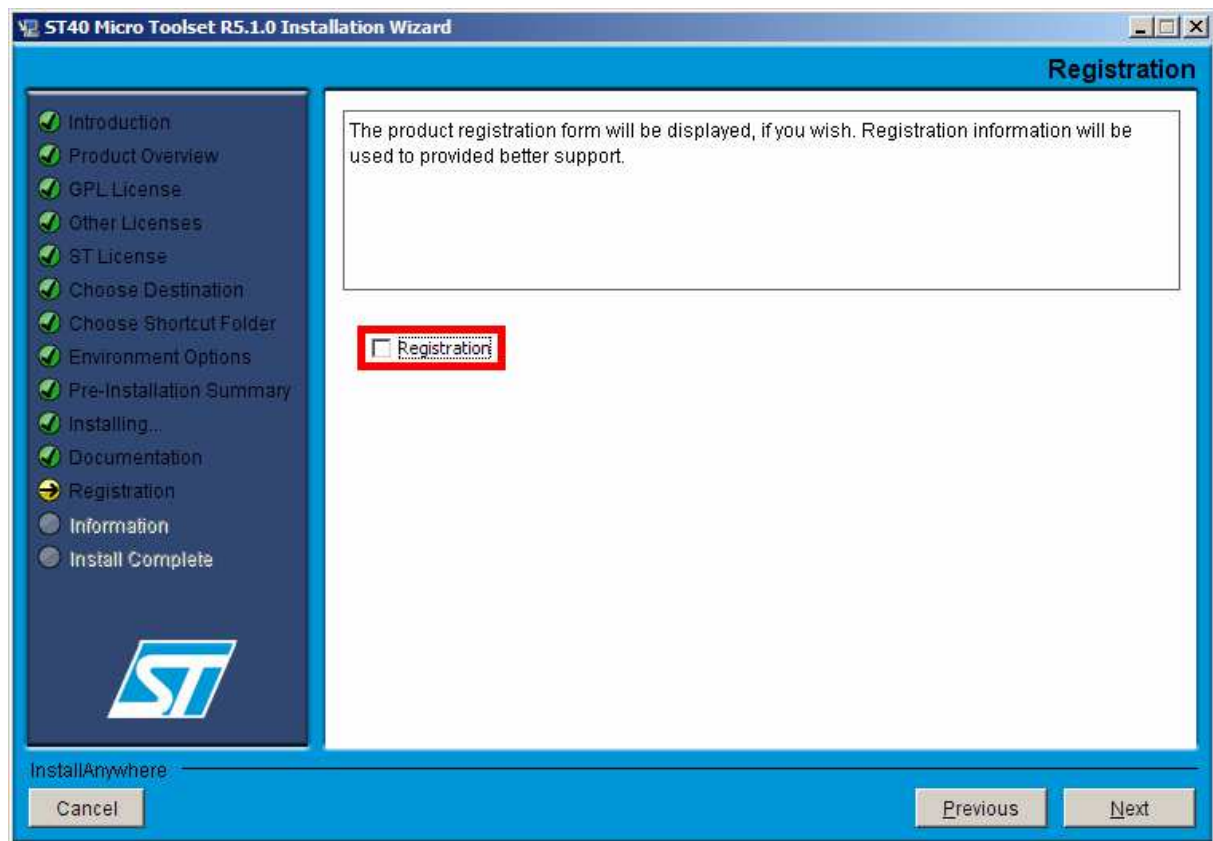 ST40 Micro Toolset R5.1.0 Installation Wizard
Registration
Introduction
Product Overview
GPL License
Other Licenses
ST License
Choose Destination
Choose Shortcut Folder
Environment Options
Pre-Installation Summary
Installing...
Documentation
Registration
Information
Install Complete
ST
The product registration form will be displayed, if you wish. Registration information will be
used to provided better support.
Registration
InstallAnywhere
Cancel
Previous
Next